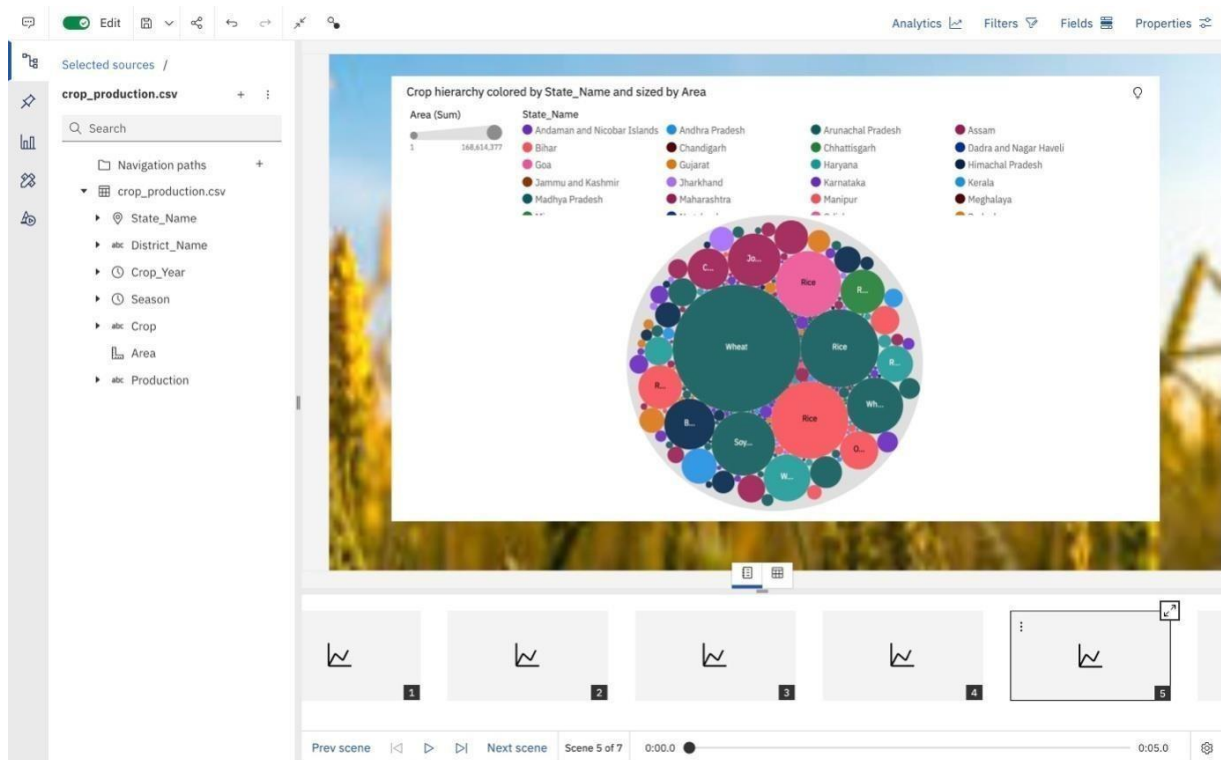 Edit
Analytics Filters Fields Properties
Selected sources /
crop_production.csv
Search
Navigation paths
crop_production.csv
State_Name
abc District_Name
Crop_Year
Season
abc Crop
Area
abc Production
Crop hierarchy colored by State_Name and sized by Area
Area (Sum)
1 168,614,377
State_Name
Andaman and Nicobar Islands Andhra Pradesh Arunachal Pradesh Assam
Bihar Chandigarh Chhattisgarh Dadra and Nagar Haveli
Goa Gujarat Haryana Himachal Pradesh
Jammu and Kashmir Jharkhand Karnataka Kerala
Madhya Pradesh Maharashtra Manipur Meghalaya
Jo...
C...
Rice
R...
Wheat
Rice
R...
R...
Wh...
Rice
B...
Soy...
O...
W...
1 2 3 4 5
Prev scene Next scene Scene 5 of 7 0:00.0 0:05.0